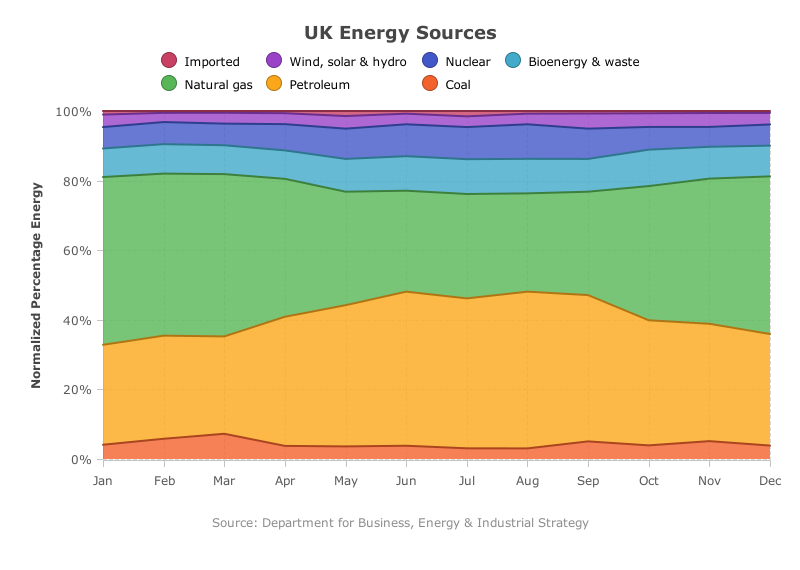 UK Energy Sources
Imported Wind, solar & hydro Nuclear Bioenergy & waste
Natural gas Petroleum Coal
100%
80%
60%
40%
20%
0%
Normalized Percentage Energy
Jan Feb Mar Apr May Jun Jul Aug Sep Oct Nov Dec
Source: Department for Business, Energy & Industrial Strategy